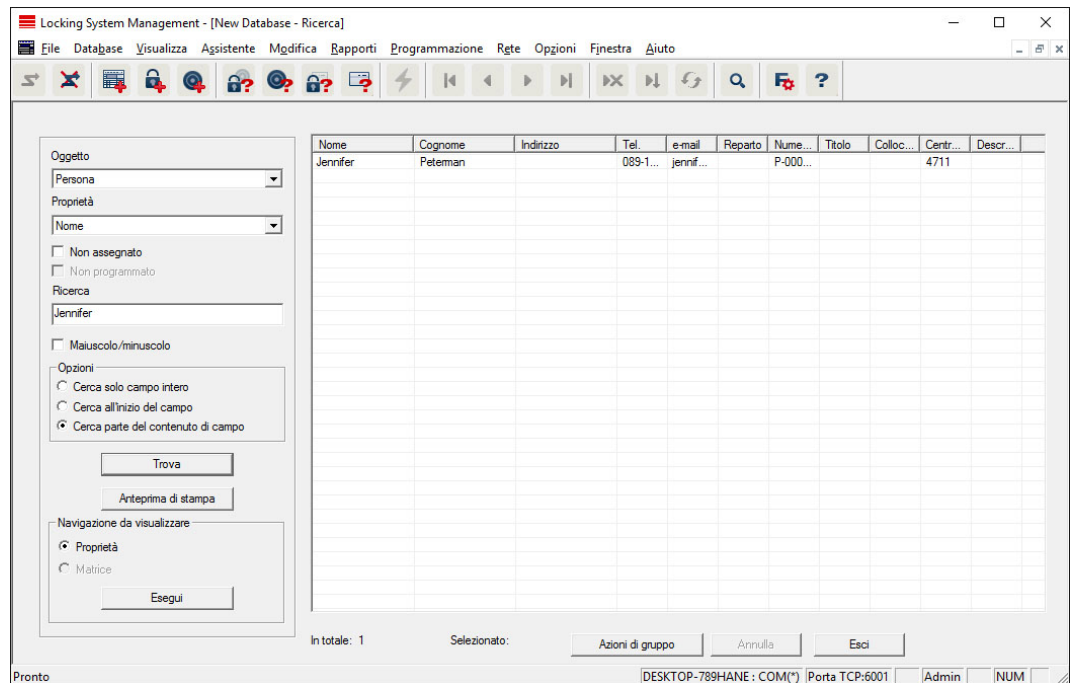 Locking System Management - [New Database - Ricerca]
File Database Visualizza Assistente Modifica Rapporti Programmazione Rete Opzioni Finestra Aiuto
Oggetto
Persona
Proprietà
Nome
Non assegnato
Non programmato
Ricerca
Jennifer
Maiuscolo/minuscolo
Opzioni
Cerca solo campo intero
Cerca all'inizio del campo
Cerca parte del contenuto di campo
Trova
Anteprima di stampa
Navigazione da visualizzare
Proprietà
Matrice
Esegui
Nome Cognome Indirizzo Tel. e-mail Reparto Nume... Titolo Colloc... Centr... Descr...
Jennifer Peterman 089-1... jennif... P-000... 4711
In totale: 1 Selezionato: Azioni di gruppo Annulla Esci
Pronto DESKTOP-789HANE : COM(*) Porta TCP:6001 Admin NUM